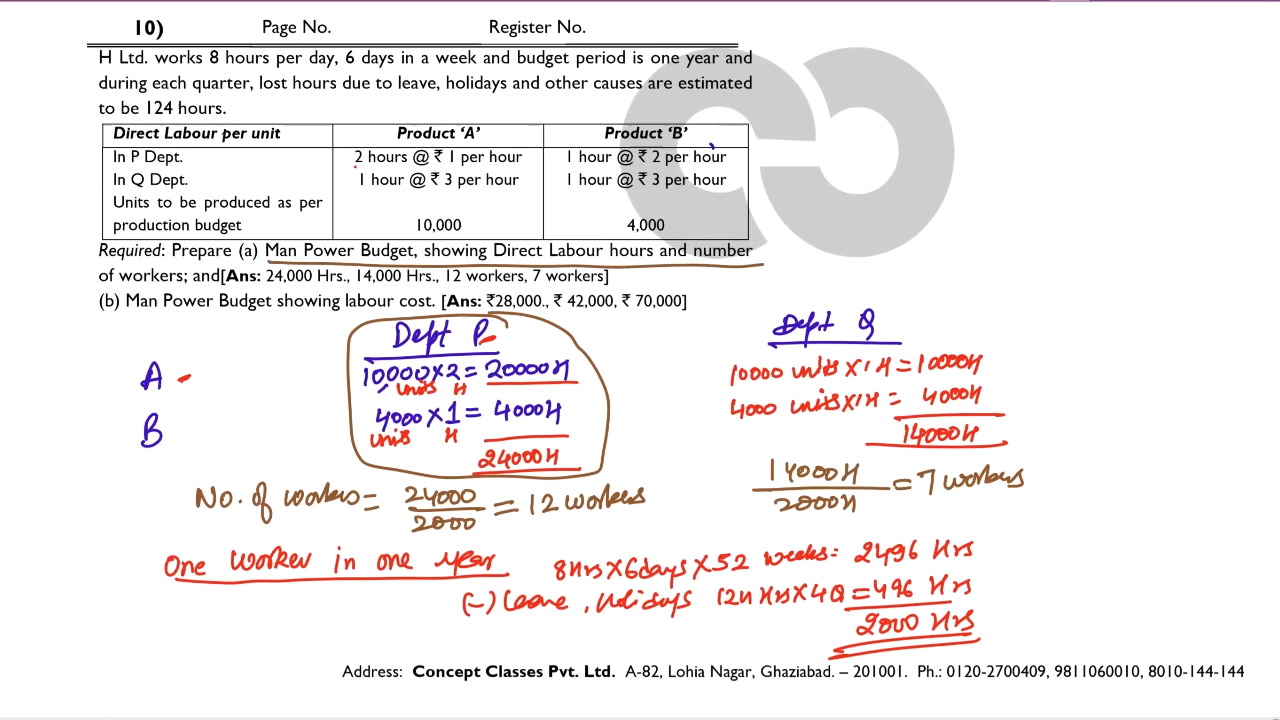 10) Page No. Register No.
H Ltd. works 8 hours per day, 6 days in a week and budget period is one year and
during each quarter, lost hours due to leave, holidays and other causes are estimated
to be 124 hours.
Direct Labour per unit Product ‘A’ Product ‘B’
In P Dept. 2 hours @ ₹ 1 per hour 1 hour @ ₹ 2 per hour
In Q Dept. 1 hour @ ₹ 3 per hour 1 hour @ ₹ 3 per hour
Units to be produced as per
production budget 10,000 4,000
Required: Prepare (a) Man Power Budget, showing Direct Labour hours and number
of workers; and[Ans: 24,000 Hrs., 14,000 Hrs., 12 workers, 7 workers]
(b) Man Power Budget showing labour cost. [Ans: ₹28,000., ₹ 42,000, ₹ 70,000]
Dept P Dept Q
A 10000×2 = 20000H 10000 units × 1H = 10000H
units H
B 4000×1 = 4000H 4000 units×1H = 4000H
units H
24000H 14000H
No. of workers = 24000/2000 = 12 workers 14000H/2000H = 7 workers
One Worker in one year 8Hrs×6days×52 weeks = 2496 Hrs
(-) leave, holidays 124 Hrs×4Q = 496 Hrs
2000 Hrs
Address: Concept Classes Pvt. Ltd. A-82, Lohia Nagar, Ghaziabad. – 201001. Ph.: 0120-2700409, 9811060010, 8010-144-144